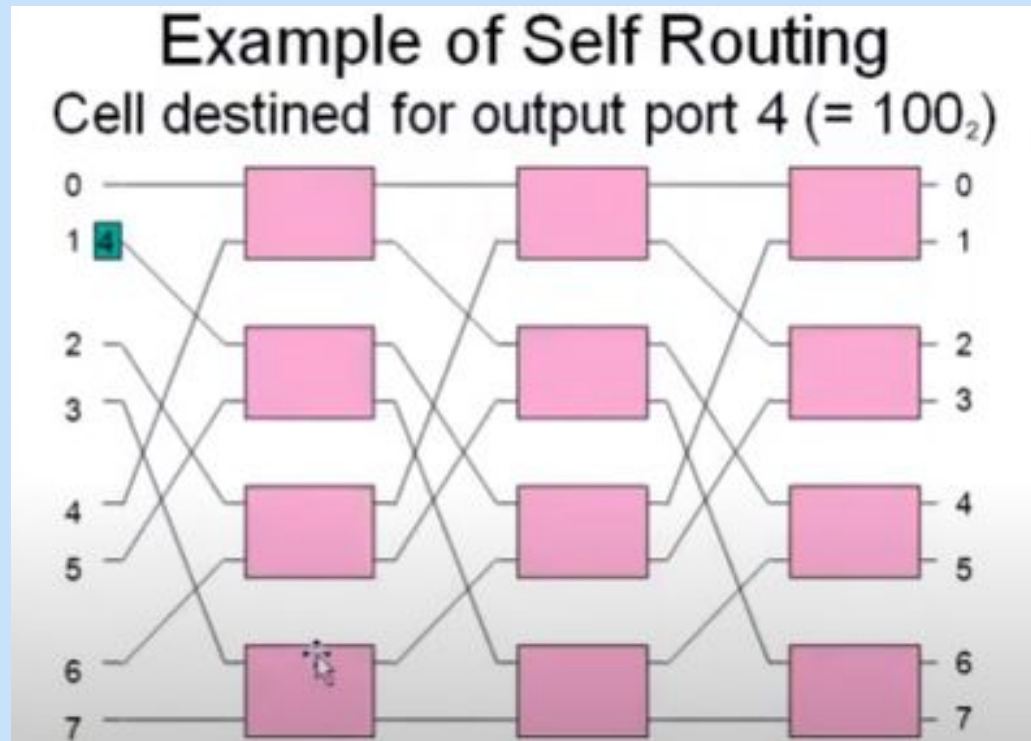 Example of Self Routing
Cell destined for output port 4 (= 100₂)
0 0
1 4 1
2 2
3 3
4 4
5 5
6 6
7 7